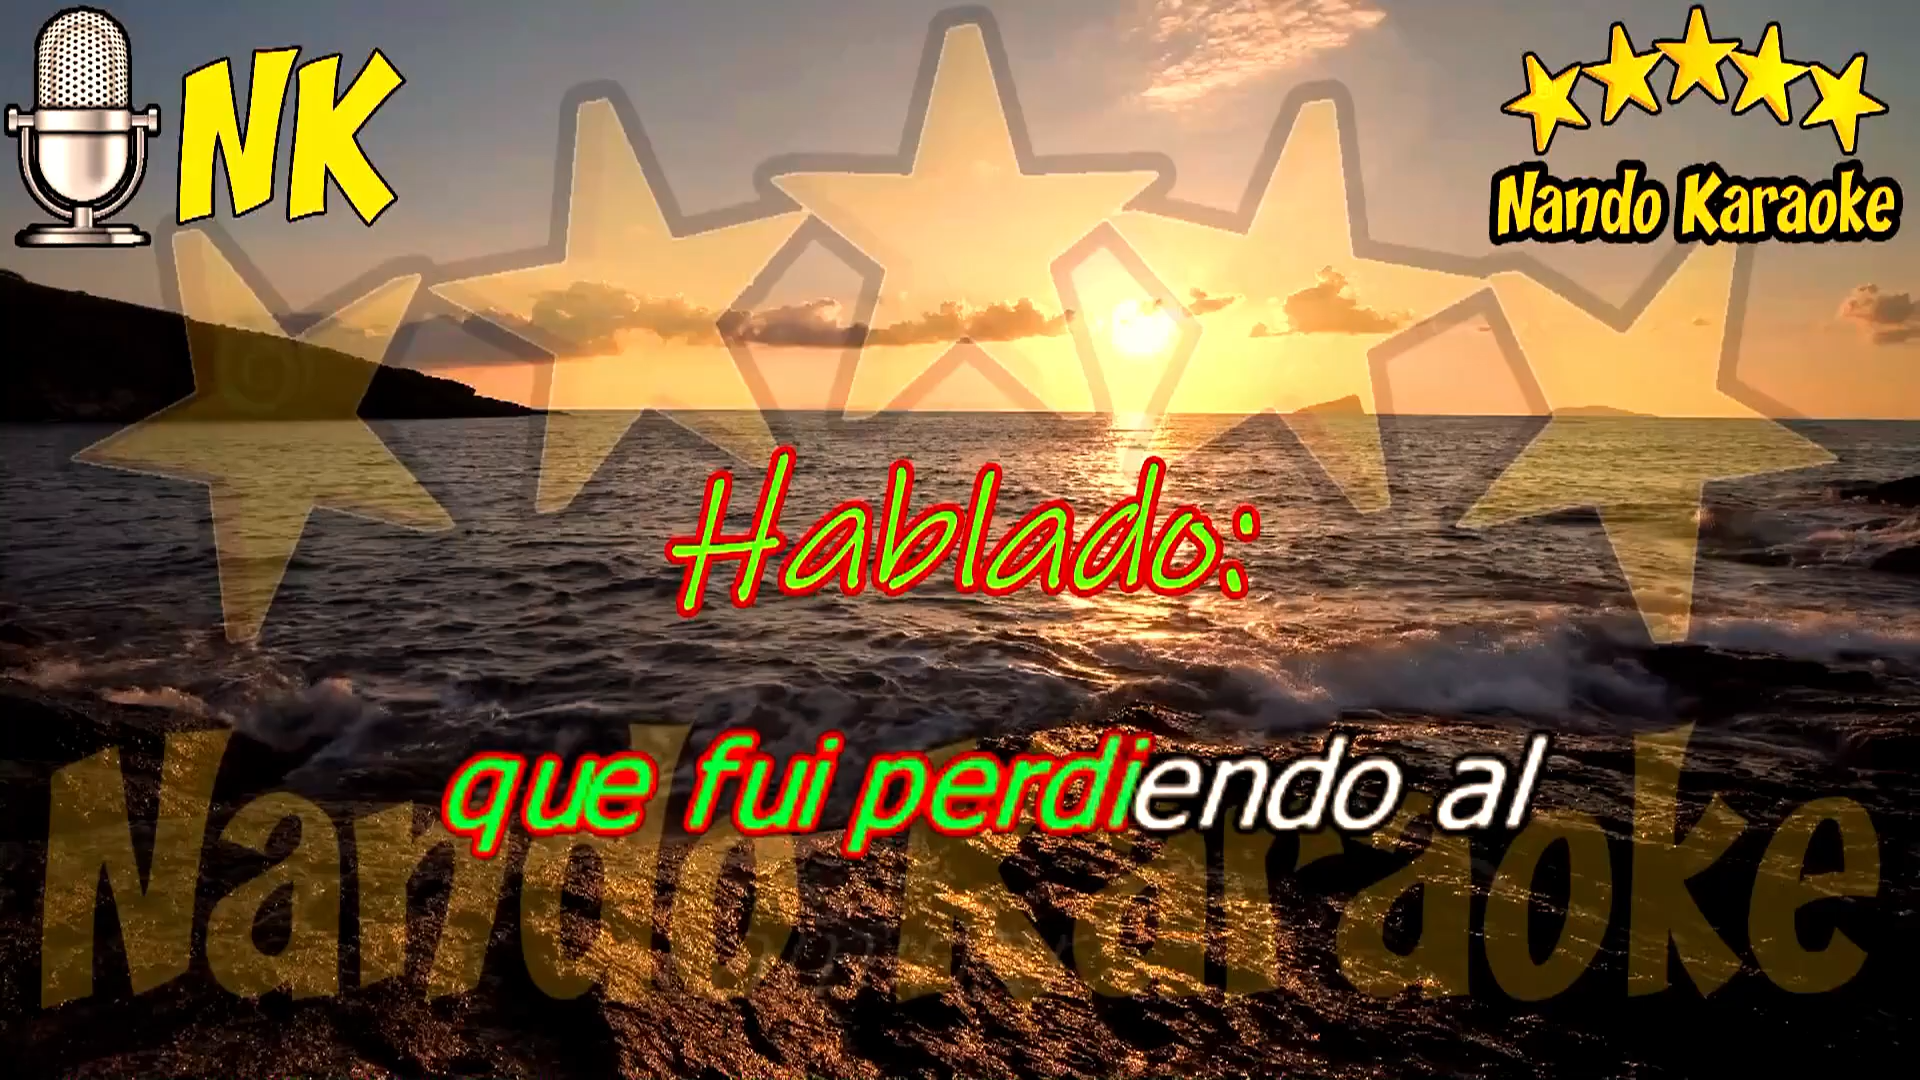 NK
Nando Karaoke
Hablado:
que fui perdiendo al
Nando Karaoke